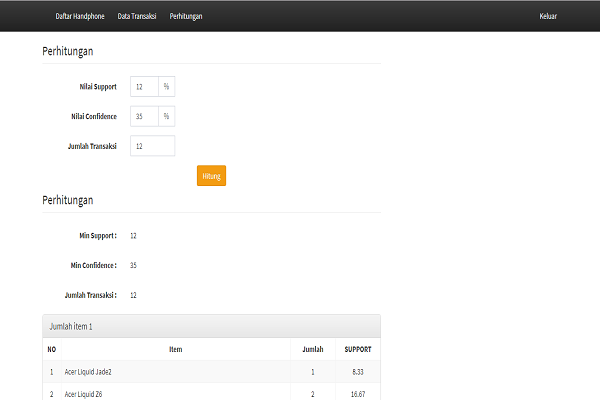 Daftar Handphone Data Transaksi Perhitungan Keluar
Perhitungan
Nilai Support 12 %
Nilai Confidence 35 %
Jumlah Transaksi 12
Hitung
Perhitungan
Min Support : 12
Min Confidence : 35
Jumlah Transaksi : 12
Jumlah item 1
NO Item Jumlah SUPPORT
1 Acer Liquid Jade2 1 8.33
2 Acer Liquid Z6 2 16.67